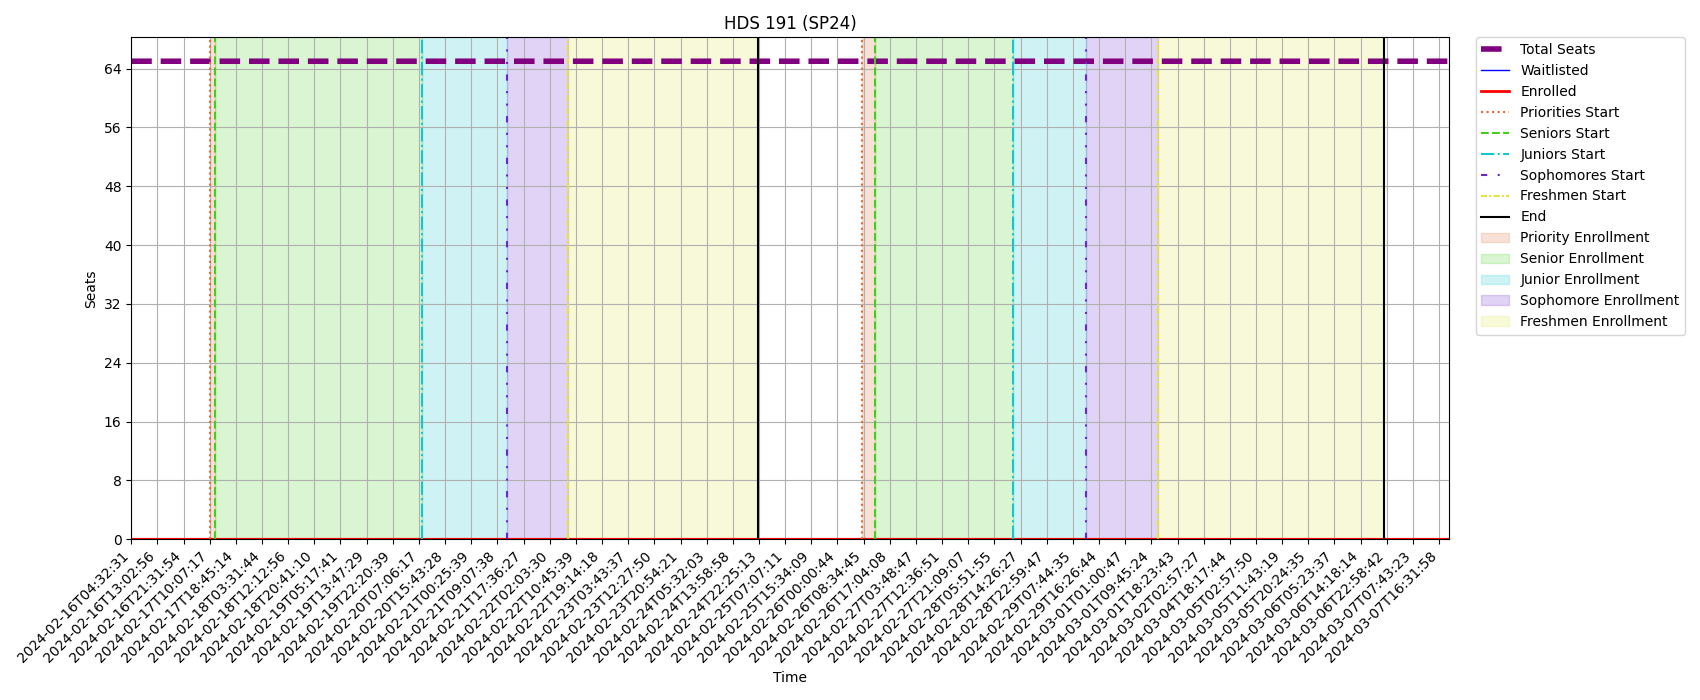 HDS 191 (SP24)
Total Seats
Waitlisted
Enrolled
Priorities Start
Seniors Start
Juniors Start
Sophomores Start
Freshmen Start
End
Priority Enrollment
Senior Enrollment
Junior Enrollment
Sophomore Enrollment
Freshmen Enrollment
Seats
64
56
48
40
32
24
16
8
0
2024-02-16T04:32:31
2024-02-16T13:02:56
2024-02-16T21:31:54
2024-02-17T10:07:17
2024-02-17T18:45:14
2024-02-18T03:31:44
2024-02-18T12:12:56
2024-02-18T20:41:10
2024-02-19T05:17:41
2024-02-19T13:47:29
2024-02-19T22:20:39
2024-02-20T07:06:17
2024-02-20T15:43:28
2024-02-21T00:25:39
2024-02-21T09:07:38
2024-02-21T17:36:27
2024-02-22T02:03:30
2024-02-22T10:45:39
2024-02-22T19:14:18
2024-02-23T03:43:37
2024-02-23T12:27:50
2024-02-23T20:54:21
2024-02-24T05:32:03
2024-02-24T13:58:58
2024-02-24T22:25:13
2024-02-25T07:07:11
2024-02-25T15:34:09
2024-02-26T00:00:44
2024-02-26T08:34:45
2024-02-26T17:04:08
2024-02-27T03:48:47
2024-02-27T12:36:51
2024-02-27T21:09:07
2024-02-28T05:51:55
2024-02-28T14:26:27
2024-02-28T22:59:47
2024-02-29T07:44:35
2024-02-29T16:26:44
2024-03-01T01:00:47
2024-03-01T09:45:24
2024-03-01T18:23:43
2024-03-02T02:57:27
2024-03-04T18:17:44
2024-03-05T02:57:50
2024-03-05T11:43:19
2024-03-05T20:24:35
2024-03-06T05:23:37
2024-03-06T14:18:14
2024-03-06T22:58:42
2024-03-07T07:43:23
2024-03-07T16:31:58
Time